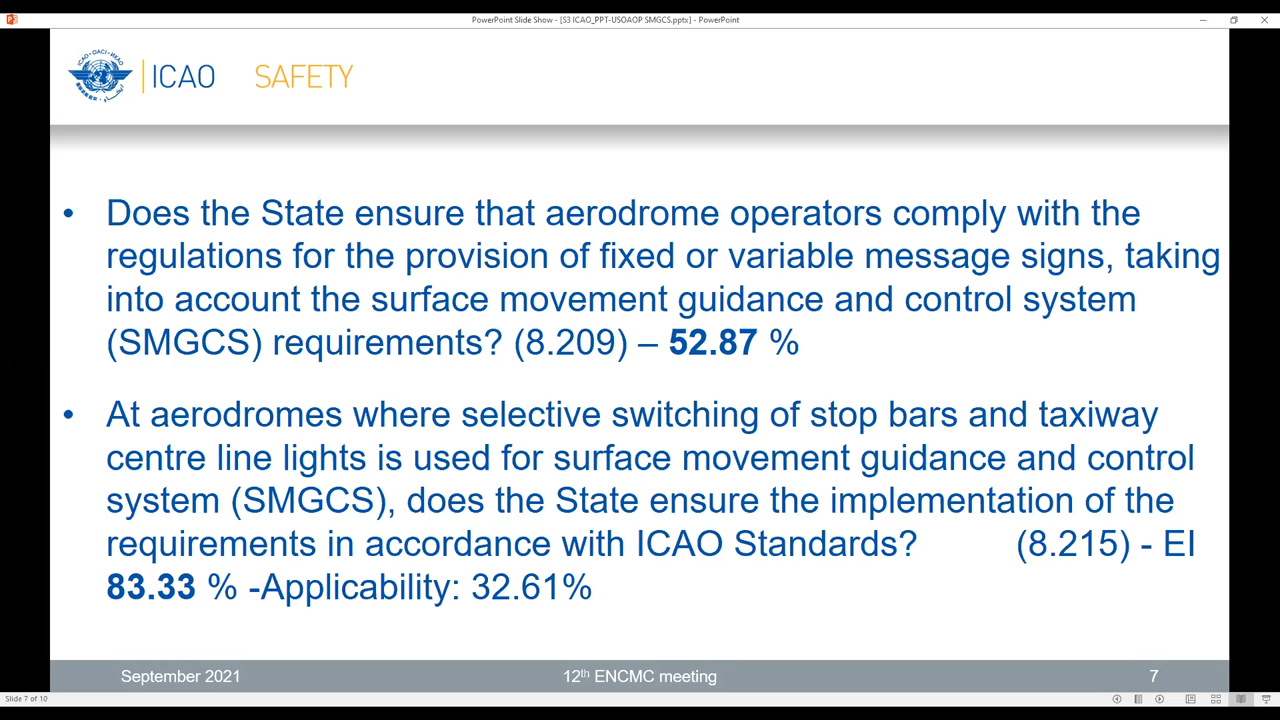 PowerPoint Slide Show - [S3 ICAO_PPT-USOAOP SMGCS.pptx] - PowerPoint
ICAO SAFETY
• Does the State ensure that aerodrome operators comply with the
regulations for the provision of fixed or variable message signs, taking
into account the surface movement guidance and control system
(SMGCS) requirements? (8.209) – 52.87 %
• At aerodromes where selective switching of stop bars and taxiway
centre line lights is used for surface movement guidance and control
system (SMGCS), does the State ensure the implementation of the
requirements in accordance with ICAO Standards? (8.215) - EI
83.33 % -Applicability: 32.61%
September 2021 12th ENCMC meeting 7
Slide 7 of 10